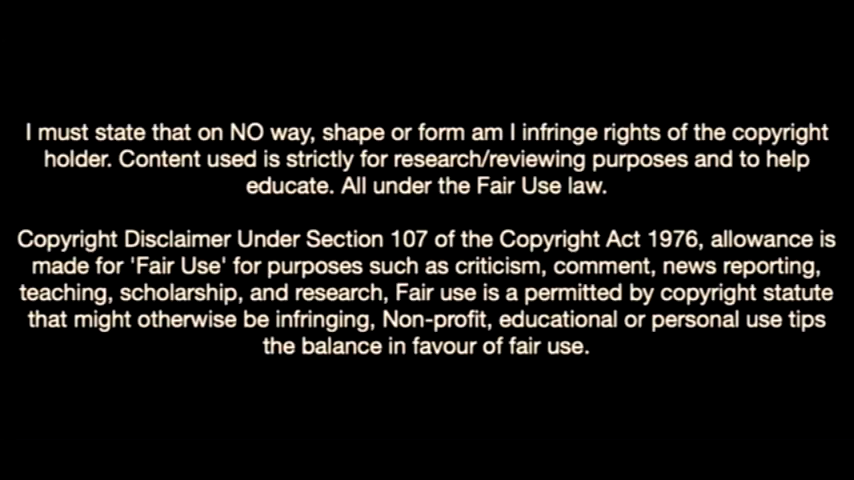 I must state that on NO way, shape or form am I infringe rights of the copyright
holder. Content used is strictly for research/reviewing purposes and to help
educate. All under the Fair Use law.
Copyright Disclaimer Under Section 107 of the Copyright Act 1976, allowance is
made for 'Fair Use' for purposes such as criticism, comment, news reporting,
teaching, scholarship, and research, Fair use is a permitted by copyright statute
that might otherwise be infringing, Non-profit, educational or personal use tips
the balance in favour of fair use.